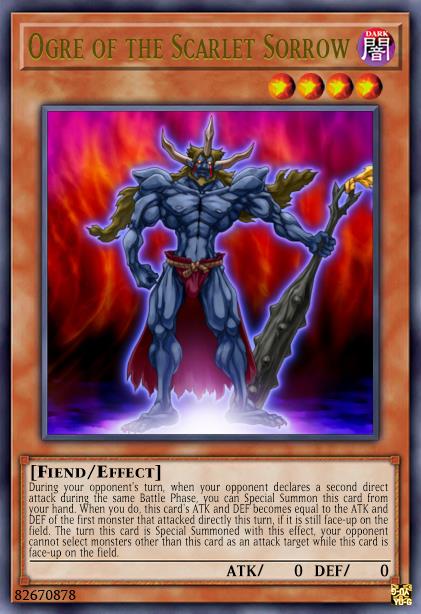 OGRE OF THE SCARLET SORROW
DARK
闇
[FIEND/EFFECT]
During your opponent's turn, when your opponent declares a second direct
attack during the same Battle Phase, you can Special Summon this card from
your hand. When you do, this card's ATK and DEF becomes equal to the ATK and
DEF of the first monster that attacked directly this turn, if it is still face-up on the
field. The turn this card is Special Summoned with this effect, your opponent
cannot select monsters other than this card as an attack target while this card is
face-up on the field.
ATK/ 0 DEF/ 0
82670878